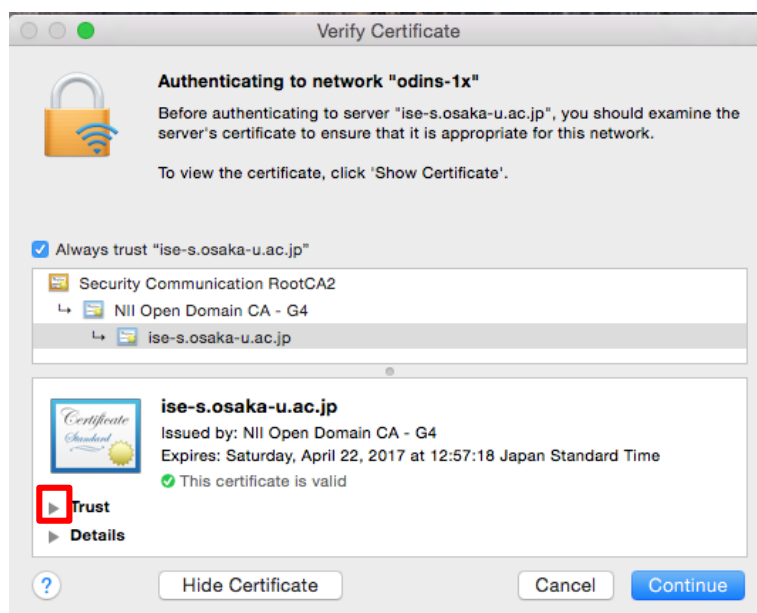 Verify Certificate
Authenticating to network "odins-1x"
Before authenticating to server "ise-s.osaka-u.ac.jp", you should examine the
server's certificate to ensure that it is appropriate for this network.
To view the certificate, click 'Show Certificate'.
Always trust "ise-s.osaka-u.ac.jp"
Security Communication RootCA2
NII Open Domain CA - G4
ise-s.osaka-u.ac.jp
Certificate
Standard
ise-s.osaka-u.ac.jp
Issued by: NII Open Domain CA - G4
Expires: Saturday, April 22, 2017 at 12:57:18 Japan Standard Time
This certificate is valid
Trust
Details
?
Hide Certificate
Cancel
Continue